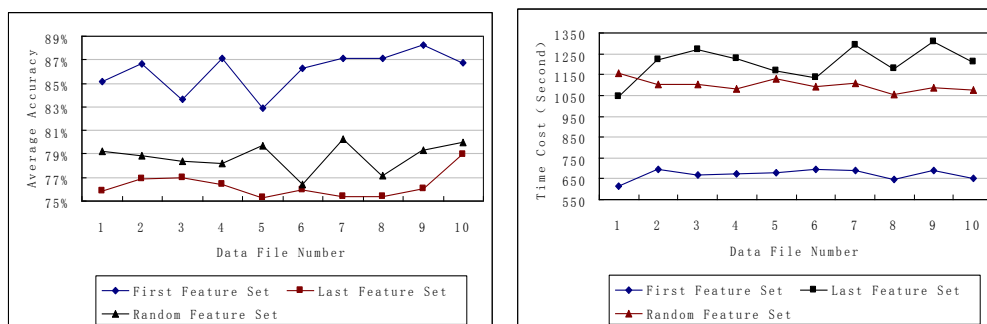 89%
87%
85%
83%
81%
79%
77%
75%
Average Accuracy
1 2 3 4 5 6 7 8 9 10
Data File Number
First Feature Set
Last Feature Set
Random Feature Set
1350
1250
1150
1050
950
850
750
650
550
Time Cost (Second)
1 2 3 4 5 6 7 8 9 10
Data File Number
First Feature Set
Last Feature Set
Random Feature Set